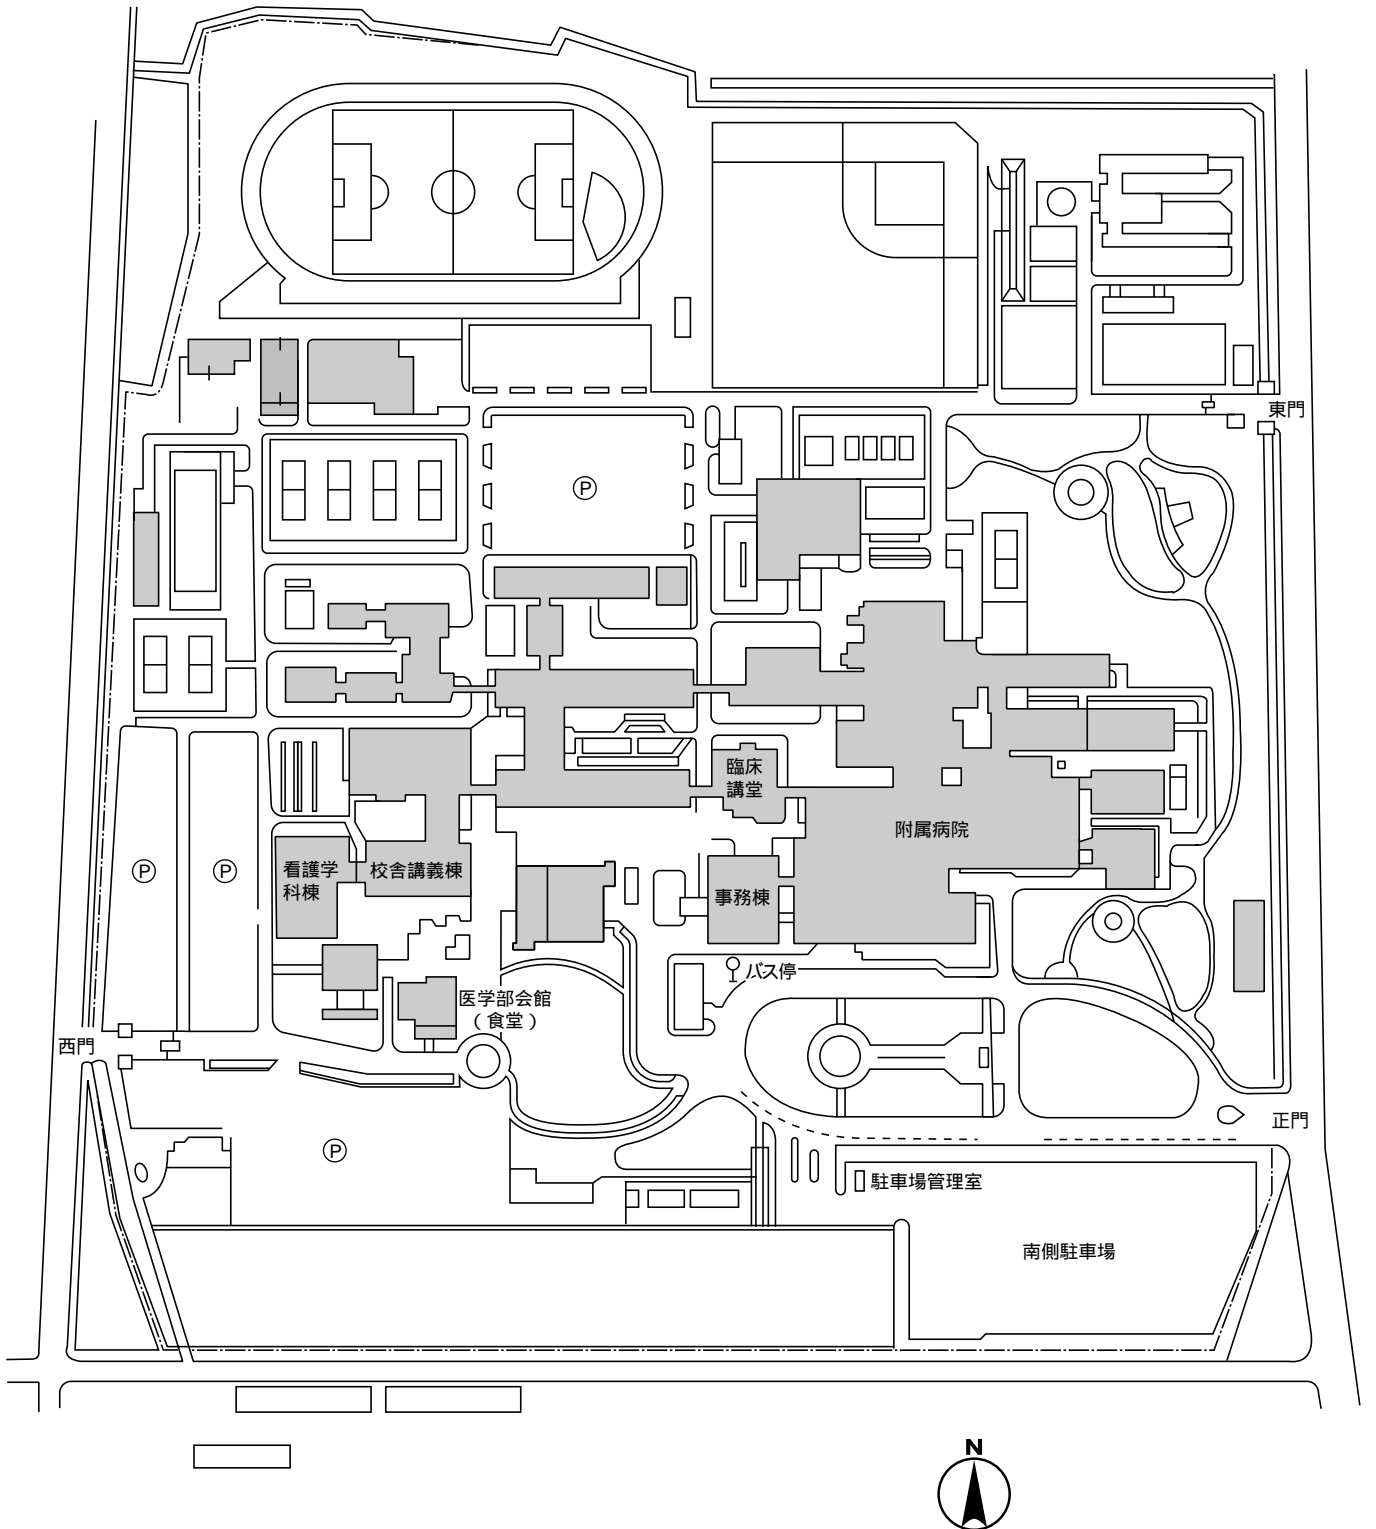 東門
P
臨床
講堂
附属病院
P
P
看護学
科棟
校舎講義棟
事務棟
バス停
医学部会館
（食堂）
西門
正門
P
駐車場管理室
南側駐車場
N